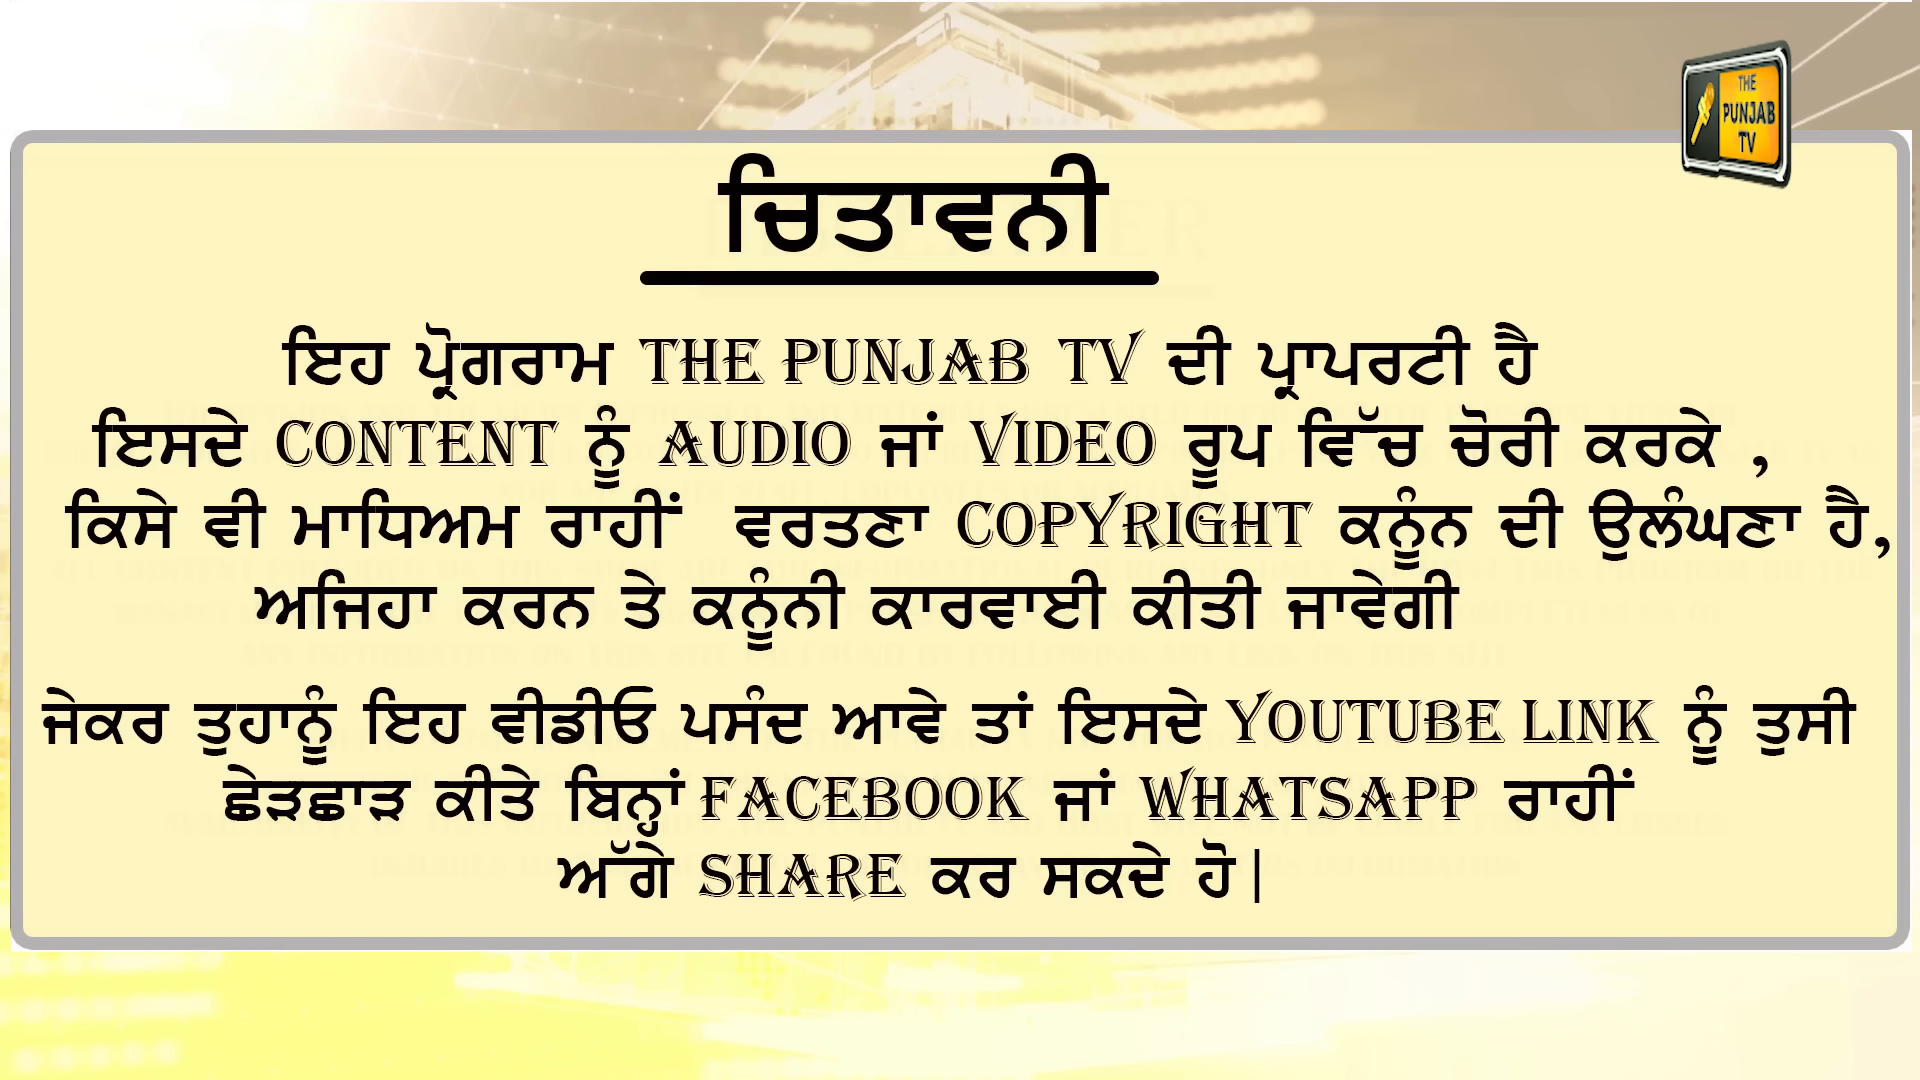 THE
PUNJAB
TV
ਚਿਤਾਵਨੀ
ਇਹ ਪ੍ਰੋਗਰਾਮ THE PUNJAB TV ਦੀ ਪ੍ਰਾਪਰਟੀ ਹੈ
ਇਸਦੇ CONTENT ਨੂੰ AUDIO ਜਾਂ VIDEO ਰੂਪ ਵਿੱਚ ਚੋਰੀ ਕਰਕੇ ,
ਕਿਸੇ ਵੀ ਮਾਧਿਅਮ ਰਾਹੀਂ ਵਰਤਣਾ COPYRIGHT ਕਨੂੰਨ ਦੀ ਉਲੰਘਣਾ ਹੈ,
ਅਜਿਹਾ ਕਰਨ ਤੇ ਕਨੂੰਨੀ ਕਾਰਵਾਈ ਕੀਤੀ ਜਾਵੇਗੀ
ਜੇਕਰ ਤੁਹਾਨੂੰ ਇਹ ਵੀਡੀਓ ਪਸੰਦ ਆਵੇ ਤਾਂ ਇਸਦੇ YOUTUBE LINK ਨੂੰ ਤੁਸੀ
ਛੇੜਛਾੜ ਕੀਤੇ ਬਿਨ੍ਹਾਂ FACEBOOK ਜਾਂ WHATSAPP ਰਾਹੀਂ
ਅੱਗੇ SHARE ਕਰ ਸਕਦੇ ਹੋ|